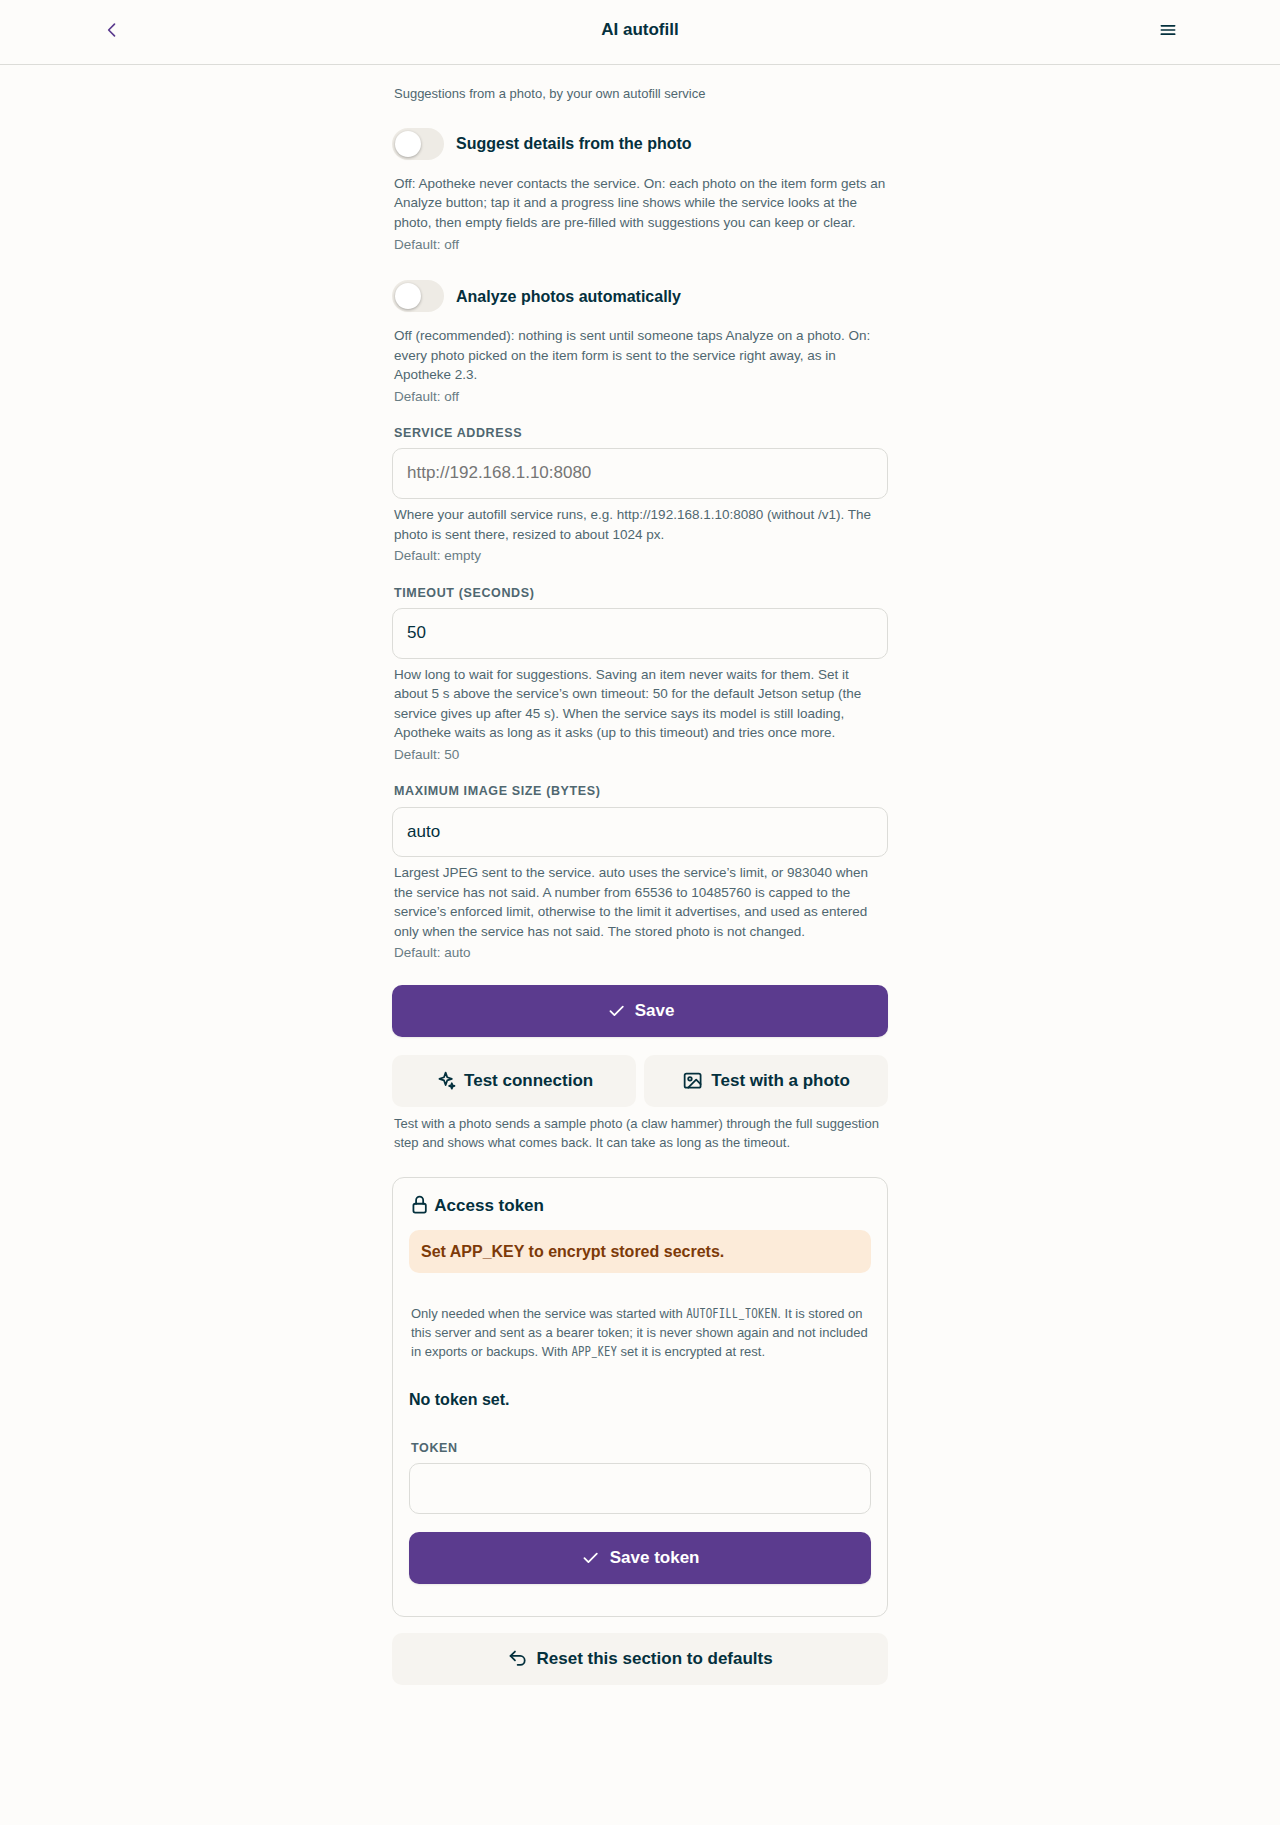 AI autofill
Suggestions from a photo, by your own autofill service
Suggest details from the photo
Off: Apotheke never contacts the service. On: each photo on the item form gets an
Analyze button; tap it and a progress line shows while the service looks at the
photo, then empty fields are pre-filled with suggestions you can keep or clear.
Default: off
Analyze photos automatically
Off (recommended): nothing is sent until someone taps Analyze on a photo. On:
every photo picked on the item form is sent to the service right away, as in
Apotheke 2.3.
Default: off
SERVICE ADDRESS
http://192.168.1.10:8080
Where your autofill service runs, e.g. http://192.168.1.10:8080 (without /v1). The
photo is sent there, resized to about 1024 px.
Default: empty
TIMEOUT (SECONDS)
50
How long to wait for suggestions. Saving an item never waits for them. Set it
about 5 s above the service's own timeout: 50 for the default Jetson setup (the
service gives up after 45 s). When the service says its model is still loading,
Apotheke waits as long as it asks (up to this timeout) and tries once more.
Default: 50
MAXIMUM IMAGE SIZE (BYTES)
auto
Largest JPEG sent to the service. auto uses the service's limit, or 983040 when
the service has not said. A number from 65536 to 10485760 is capped to the
service's enforced limit, otherwise to the limit it advertises, and used as entered
only when the service has not said. The stored photo is not changed.
Default: auto
Save
Test connection
Test with a photo
Test with a photo sends a sample photo (a claw hammer) through the full suggestion
step and shows what comes back. It can take as long as the timeout.
Access token
Set APP_KEY to encrypt stored secrets.
Only needed when the service was started with AUTOFILL_TOKEN. It is stored on
this server and sent as a bearer token; it is never shown again and not included
in exports or backups. With APP_KEY set it is encrypted at rest.
No token set.
TOKEN
Save token
Reset this section to defaults